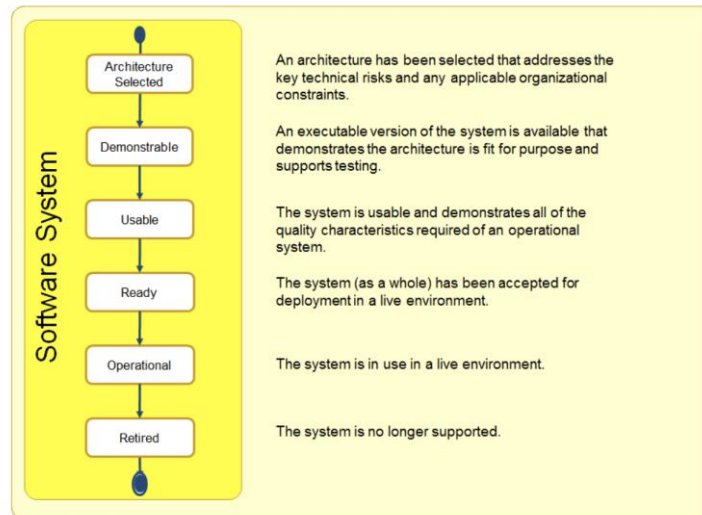 Software System
Architecture
Selected
An architecture has been selected that addresses the
key technical risks and any applicable organizational
constraints.
Demonstrable
An executable version of the system is available that
demonstrates the architecture is fit for purpose and
supports testing.
Usable
The system is usable and demonstrates all of the
quality characteristics required of an operational
system.
Ready
The system (as a whole) has been accepted for
deployment in a live environment.
Operational
The system is in use in a live environment.
Retired
The system is no longer supported.